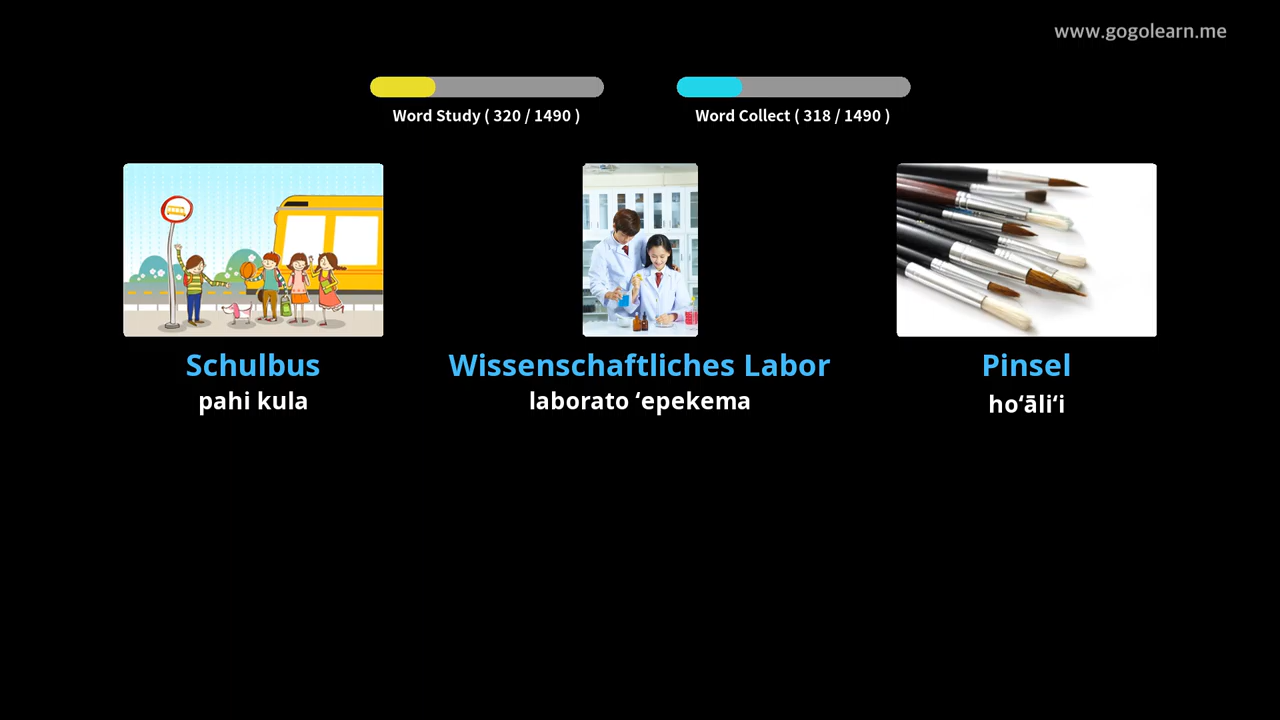 www.gogolearn.me
Word Study ( 320 / 1490 )
Word Collect ( 318 / 1490 )
Schulbus
pahi kula
Wissenschaftliches Labor
laborato ʻepekema
Pinsel
hoʻāliʻi